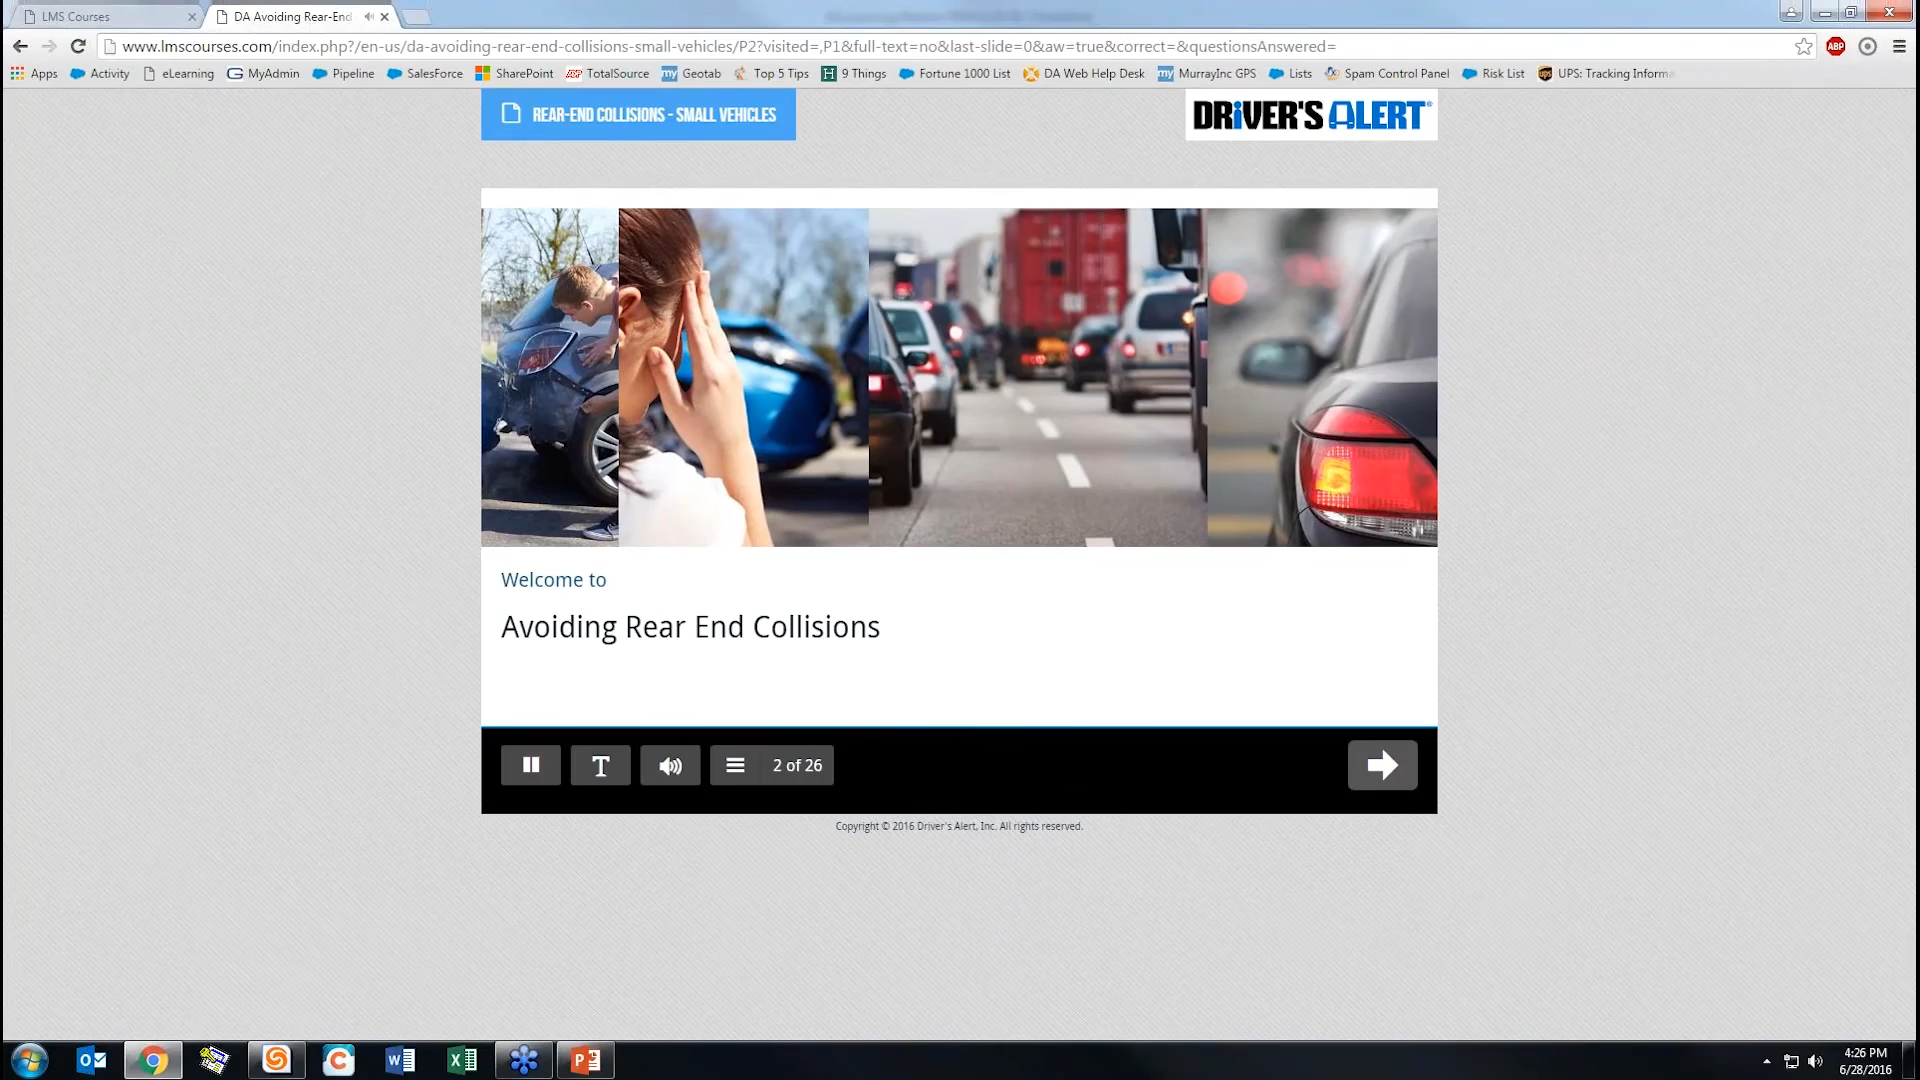 LMS Courses
DA Avoiding Rear-End
www.lmscourses.com/index.php?/en-us/da-avoiding-rear-end-collisions-small-vehicles/P2?visited=,P1&full-text=no&last-slide=0&aw=true&correct=&questionsAnswered=
ABP
Apps Activity eLearning MyAdmin Pipeline SalesForce SharePoint TotalSource Geotab Top 5 Tips 9 Things Fortune 1000 List DA Web Help Desk MurrayInc GPS Lists Spam Control Panel Risk List UPS: Tracking Informa
REAR-END COLLISIONS - SMALL VEHICLES
DRiVER'S ALERT®
Welcome to
Avoiding Rear End Collisions
T
2 of 26
Copyright © 2016 Driver's Alert, Inc. All rights reserved.
4:26 PM
6/28/2016